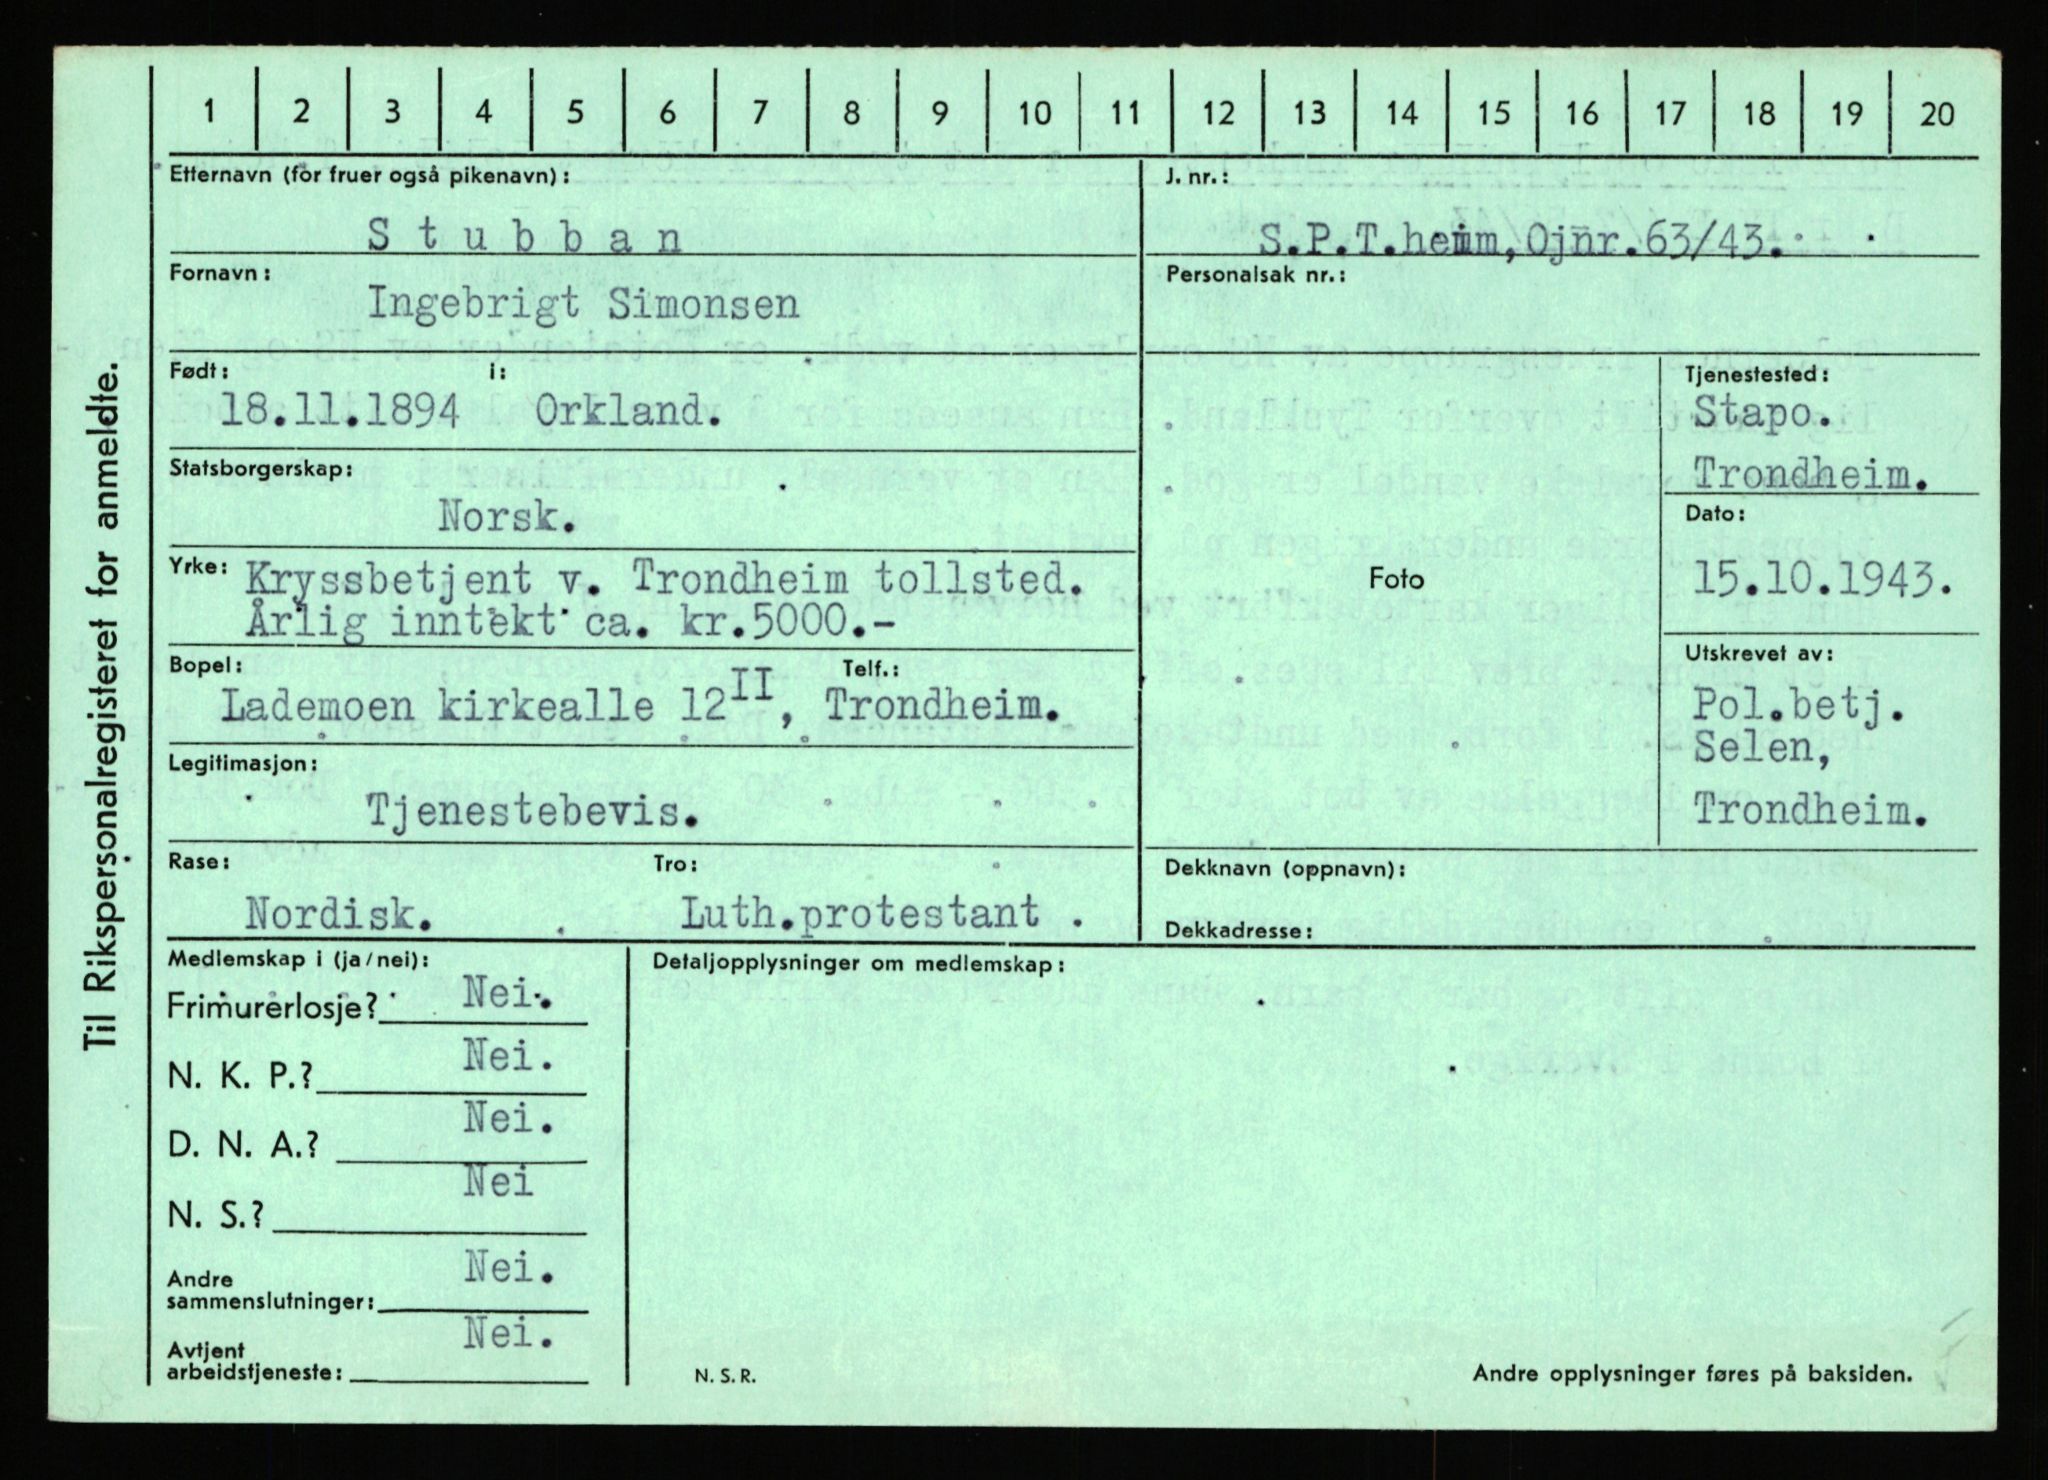 Til Rikspersonalregisteret for anmeldte.
1 2 3 4 5 6 7 8 9 10 11 12 13 14 15 16 17 18 19 20
Etternavn (for fruer også pikenavn):
Stubban
J. nr.:
S.P.T.heim, Ojnr.63/43.
Fornavn:
Ingebrigt Simonsen
Personalsak nr.:
Født: i:
18.11.1894 Orkland.
Tjenestested:
Stapo.
Trondheim.
Statsborgerskap:
Norsk.
Dato:
15.10.1943.
Yrke: Kryssbetjent v. Trondheim tollsted.
Årlig inntekt ca. kr.5000.-
Foto
Bopel: Telf.:
Lademoen kirkealle 12 II, Trondheim.
Utskrevet av:
Pol.betj.
Selen,
Trondheim.
Legitimasjon:
Tjenestebevis.
Rase: Tro:
Nordisk. Luth.protestant .
Dekknavn (oppnavn):
Dekkadresse:
Medlemskap i (ja/nei):
Frimurerlosje? Nei.
N. K. P.? Nei.
D. N. A.? Nei.
N. S.? Nei
Andre
sammenslutninger: Nei.
Avtjent
arbeidstjeneste: Nei.
Detaljopplysninger om medlemskap:
N. S. R.
Andre opplysninger føres på baksiden.